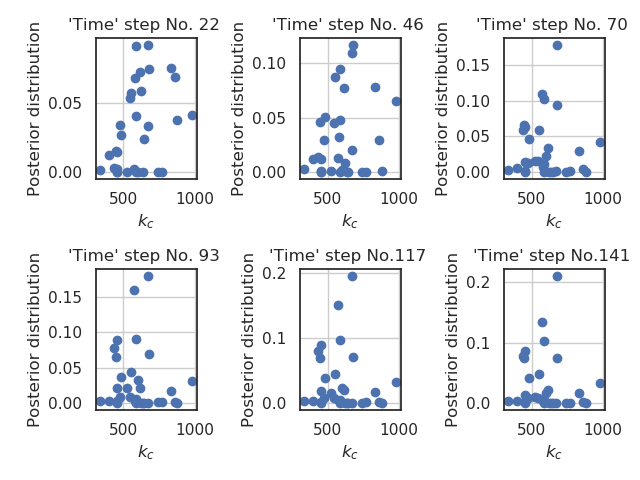 'Time' step No. 22
'Time' step No. 46
'Time' step No. 70
Posterior distribution
0.05
0.00
500
1000
k_c
Posterior distribution
0.10
0.05
0.00
500
1000
k_c
Posterior distribution
0.15
0.10
0.05
0.00
500
1000
k_c
'Time' step No. 93
'Time' step No.117
'Time' step No.141
Posterior distribution
0.15
0.10
0.05
0.00
500
1000
k_c
Posterior distribution
0.2
0.1
0.0
500
1000
k_c
Posterior distribution
0.2
0.1
0.0
500
1000
k_c